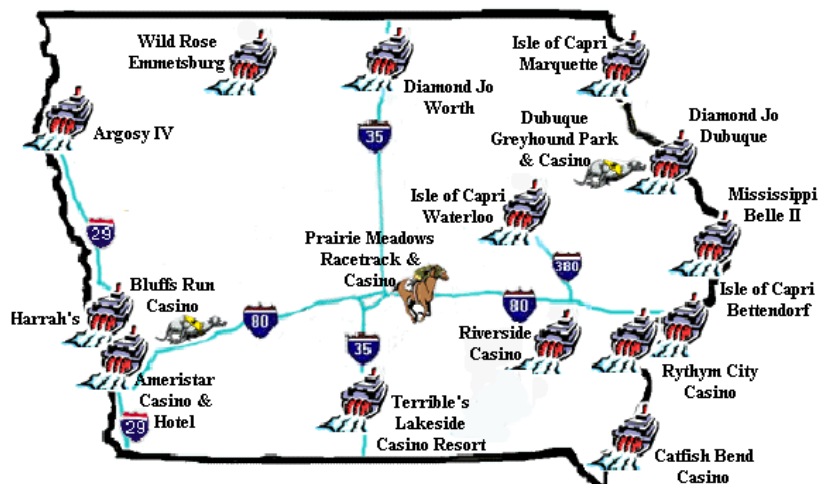 Wild Rose
Emmetsburg
Isle of Capri
Marquette
Diamond Jo
Worth
Argosy IV
35
Dubuque
Greyhound Park
& Casino
Diamond Jo
Dubuque
Isle of Capri
Waterloo
Mississippi
Belle II
29
Prairie Meadows
Racetrack &
Casino
380
Bluffs Run
Casino
Harrah's
80
80
Isle of Capri
Bettendorf
35
Riverside
Casino
Rythym City
Casino
Ameristar
Casino &
Hotel
29
Terrible's
Lakeside
Casino Resort
Catfish Bend
Casino